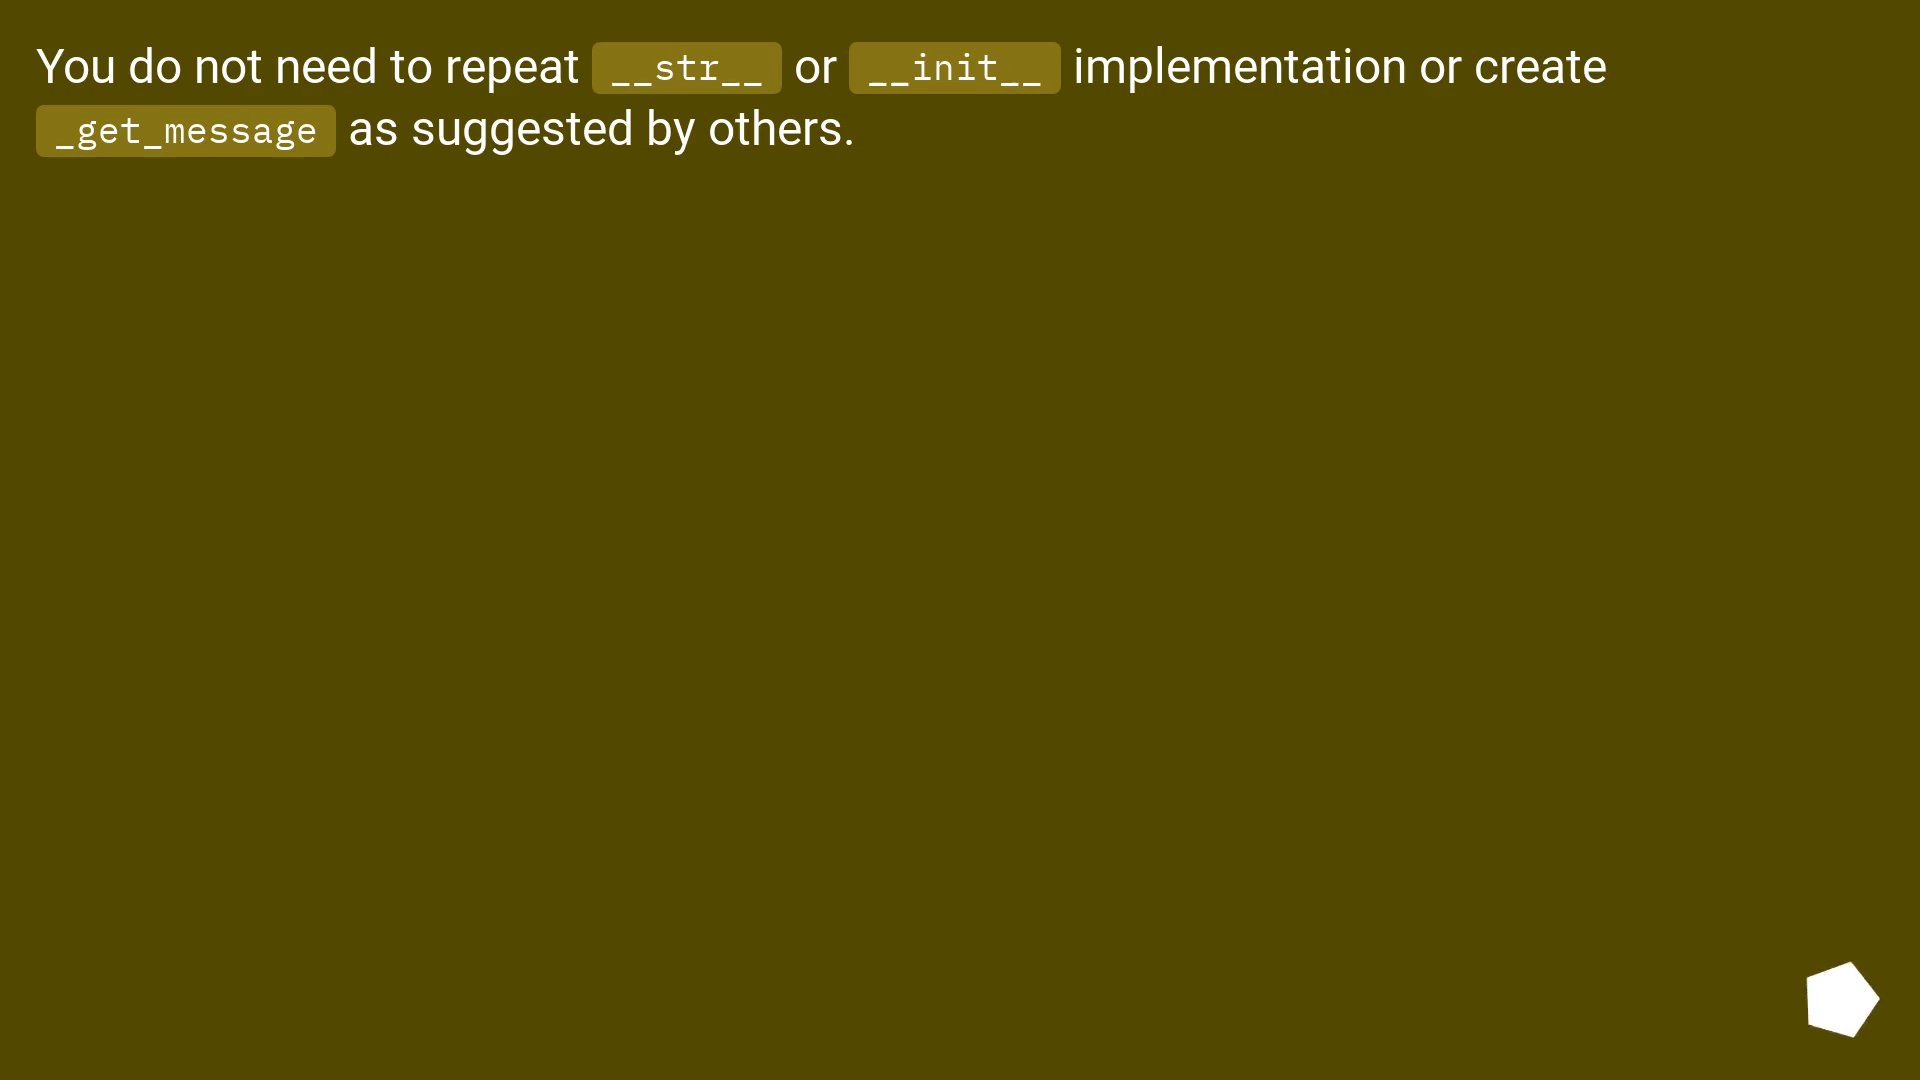 You do not need to repeat __str__ or __init__ implementation or create
_get_message as suggested by others.